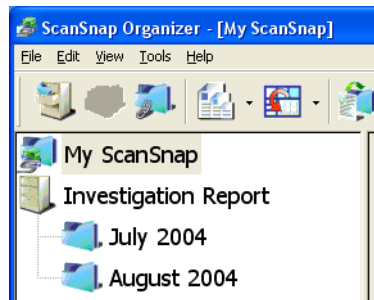 ScanSnap Organizer - [My ScanSnap]
File Edit View Tools Help
My ScanSnap
Investigation Report
July 2004
August 2004